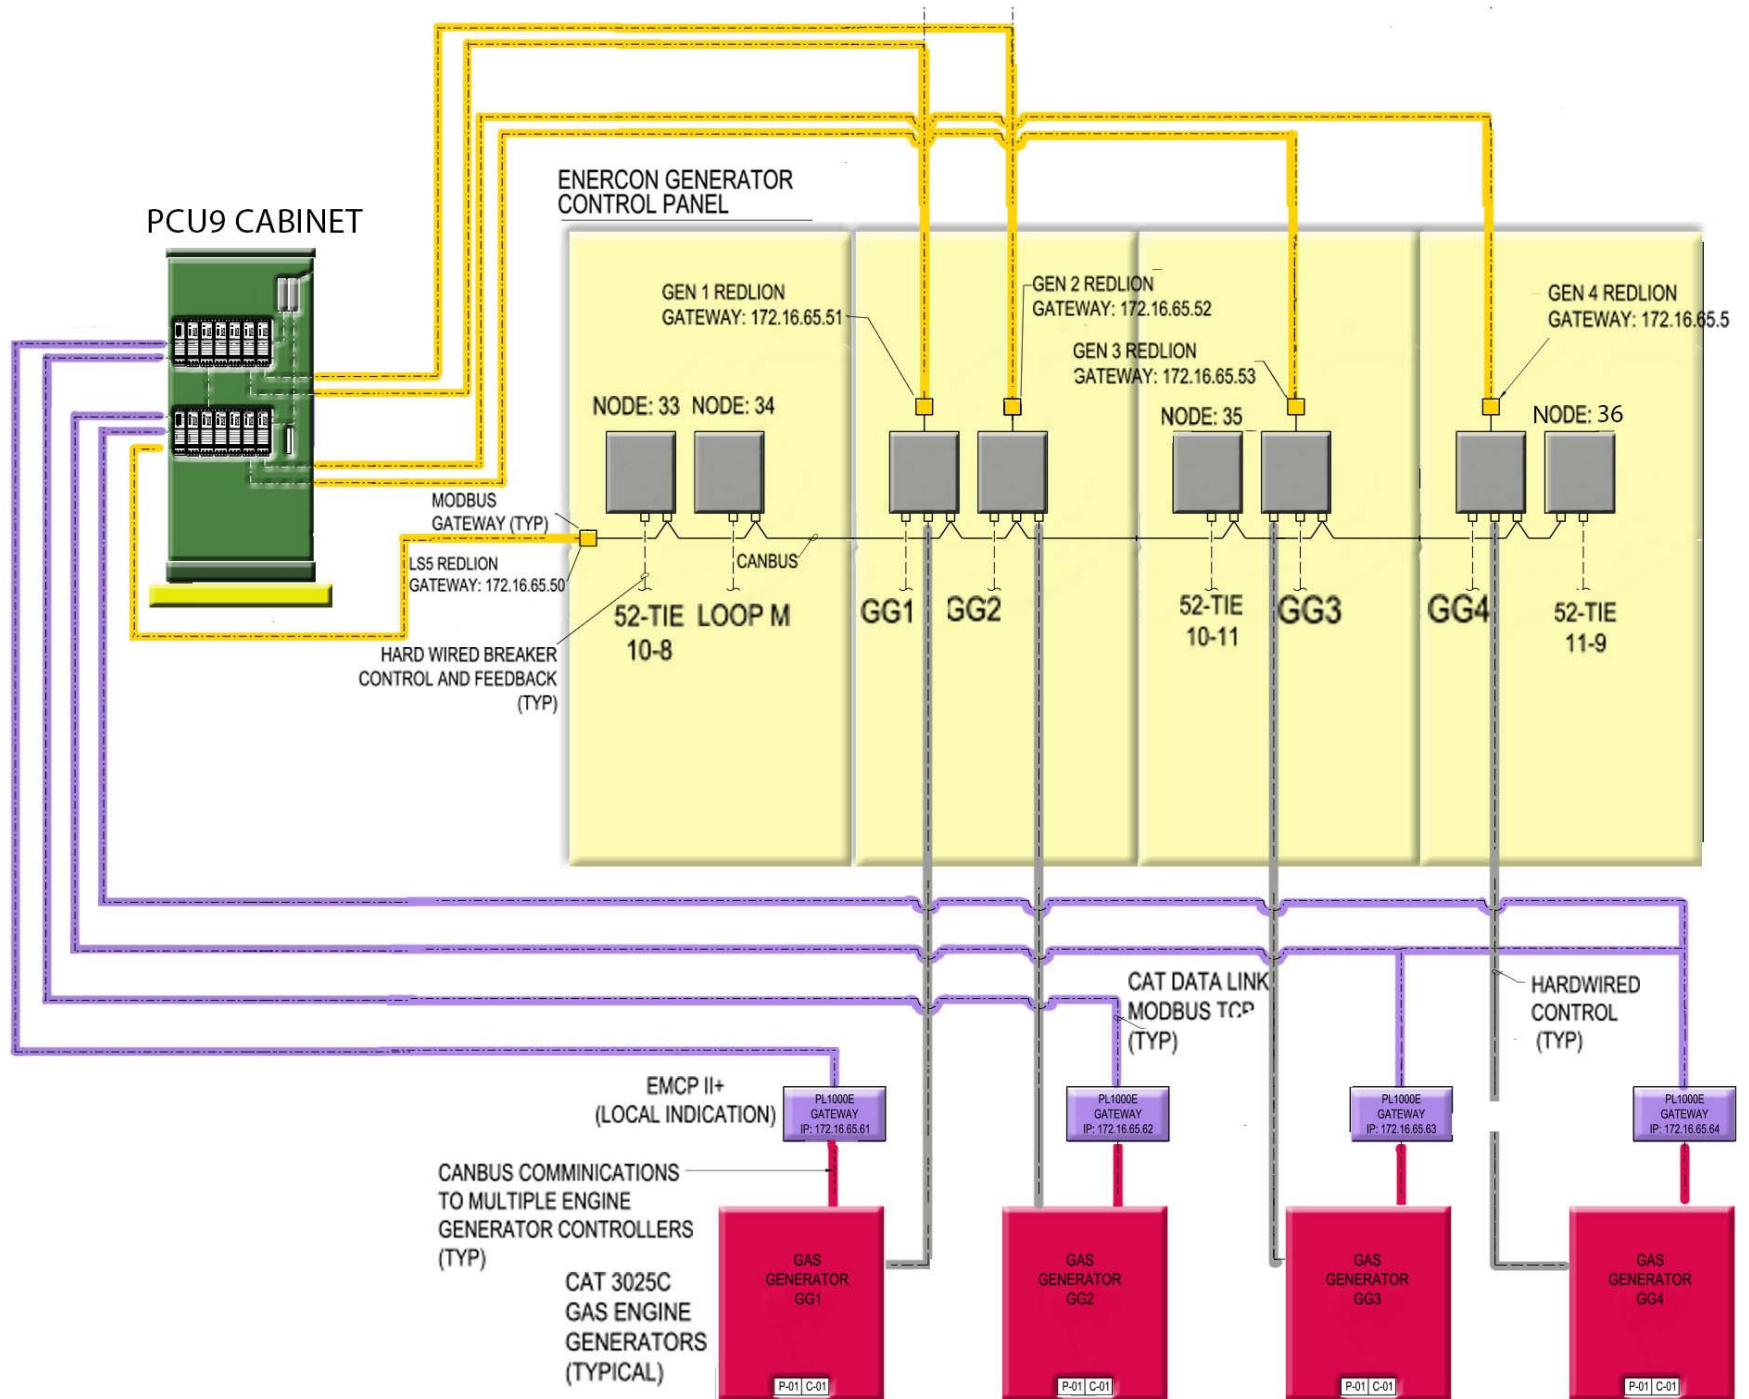 ENERCON GENERATOR
CONTROL PANEL
PCU9 CABINET
GEN 1 REDLION
GATEWAY: 172.16.65.51
GEN 2 REDLION
GATEWAY: 172.16.65.52
GEN 3 REDLION
GATEWAY: 172.16.65.53
GEN 4 REDLION
GATEWAY: 172.16.65.5
NODE: 33
NODE: 34
NODE: 35
NODE: 36
MODBUS
GATEWAY (TYP)
LS5 REDLION
GATEWAY: 172.16.65.50
CANBUS
52-TIE
10-8
LOOP M
GG1
GG2
52-TIE
10-11
GG3
GG4
52-TIE
11-9
HARD WIRED BREAKER
CONTROL AND FEEDBACK
(TYP)
CAT DATA LINK
MODBUS TCP
(TYP)
HARDWIRED
CONTROL
(TYP)
EMCP II+
(LOCAL INDICATION)
PL1000E
GATEWAY
IP: 172.16.65.61
PL1000E
GATEWAY
IP: 172.16.65.62
PL1000E
GATEWAY
IP: 172.16.65.63
PL1000E
GATEWAY
IP: 172.16.65.64
CANBUS COMMINICATIONS
TO MULTIPLE ENGINE
GENERATOR CONTROLLERS
(TYP)
CAT 3025C
GAS ENGINE
GENERATORS
(TYPICAL)
GAS
GENERATOR
GG1
P-01 C-01
GAS
GENERATOR
GG2
P-01 C-01
GAS
GENERATOR
GG3
P-01 C-01
GAS
GENERATOR
GG4
P-01 C-01